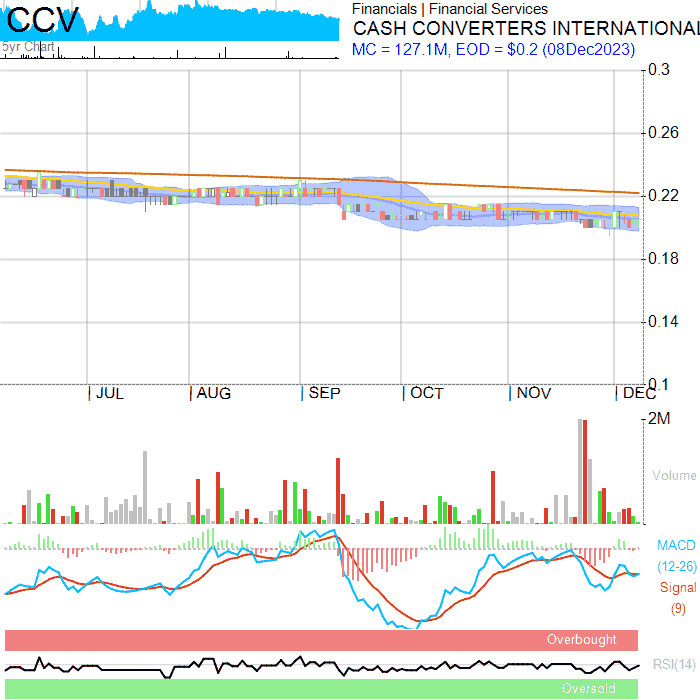 CCV
5yr Chart
Financials | Financial Services
CASH CONVERTERS INTERNATIONAL
MC = 127.1M, EOD = $0.2 (08Dec2023)
0.3
0.26
0.22
0.18
0.14
0.1
JUL AUG SEP OCT NOV DEC
2M
Volume
MACD
(12-26)
Signal
(9)
Overbought
RSI(14)
Oversold